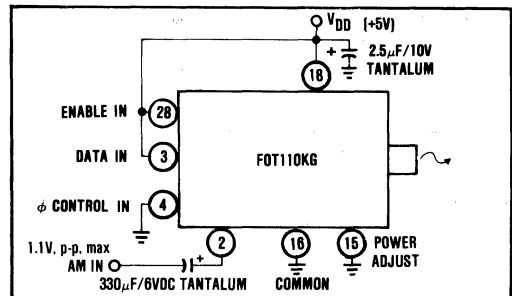 V_DD (+5V)
+ 2.5μF/10V
TANTALUM
18
ENABLE IN 28
DATA IN 3
FOT110KG
φ CONTROL IN 4
2 16 15 POWER
ADJUST
1.1V, p-p, max
AM IN +
COMMON
330μF/6VDC TANTALUM